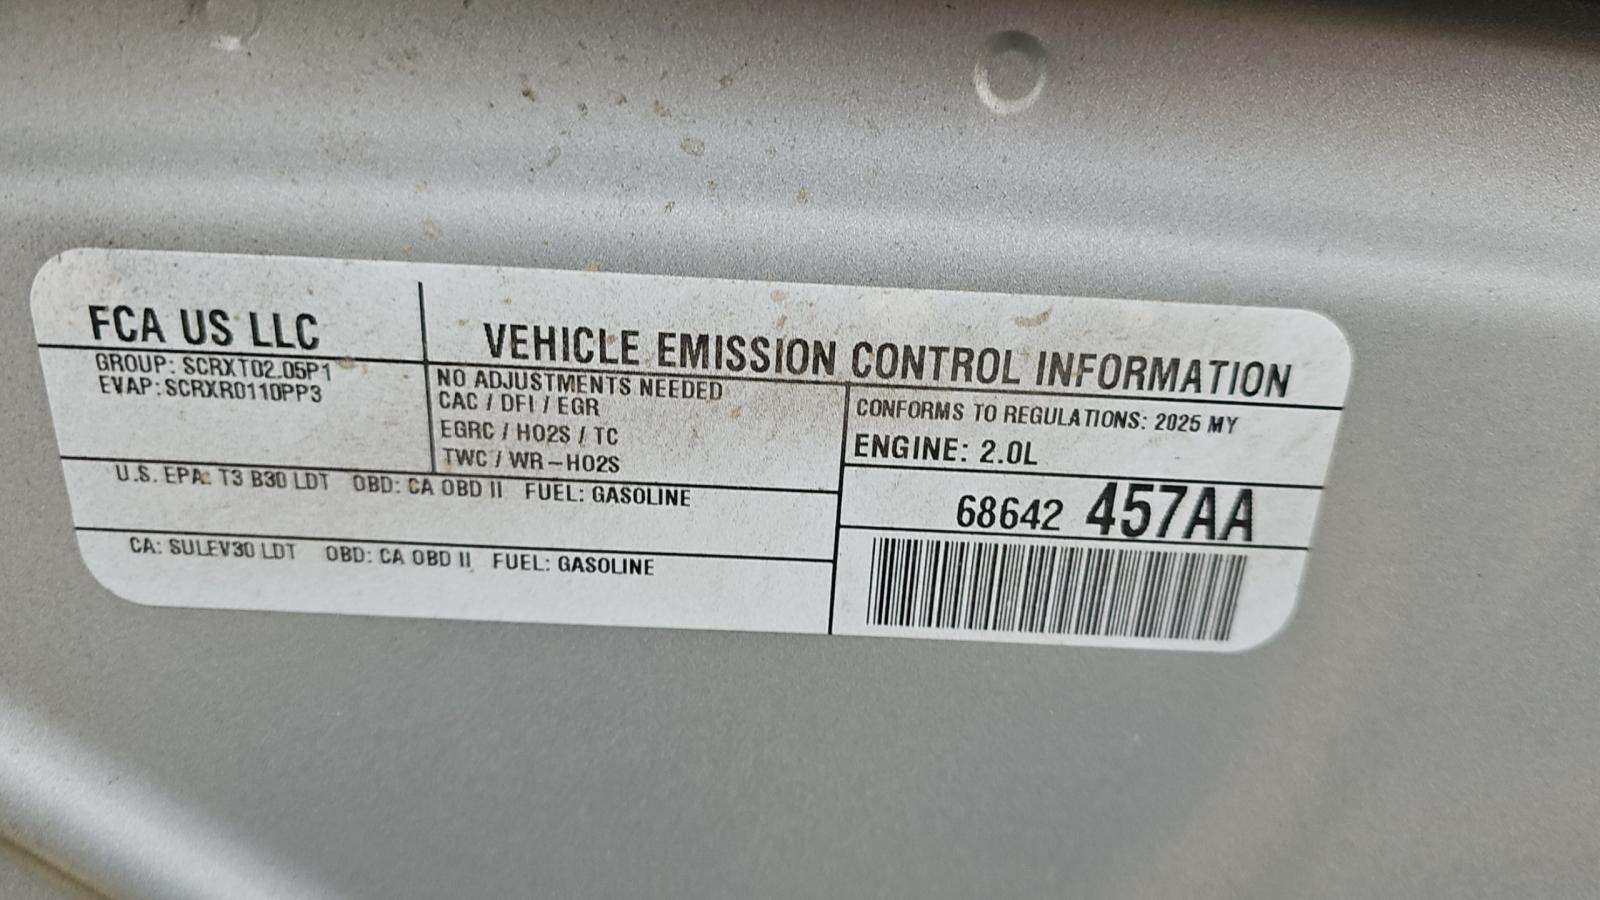 FCA US LLC
VEHICLE EMISSION CONTROL INFORMATION
GROUP: SCRXT02.05P1
EVAP:SCRXR0110PP3
NO ADJUSTMENTS NEEDED
CAC / DFI / EGR
EGRC / HO2S / TC
TWC / WR-HO2S
CONFORMS TO REGULATIONS: 2025 MY
ENGINE: 2.0L
U.S. EPA: T3 B30 LDT OBD: CA OBD II FUEL: GASOLINE
68642 457AA
CA: SULEV30 LDT OBD: CA OBD II FUEL: GASOLINE